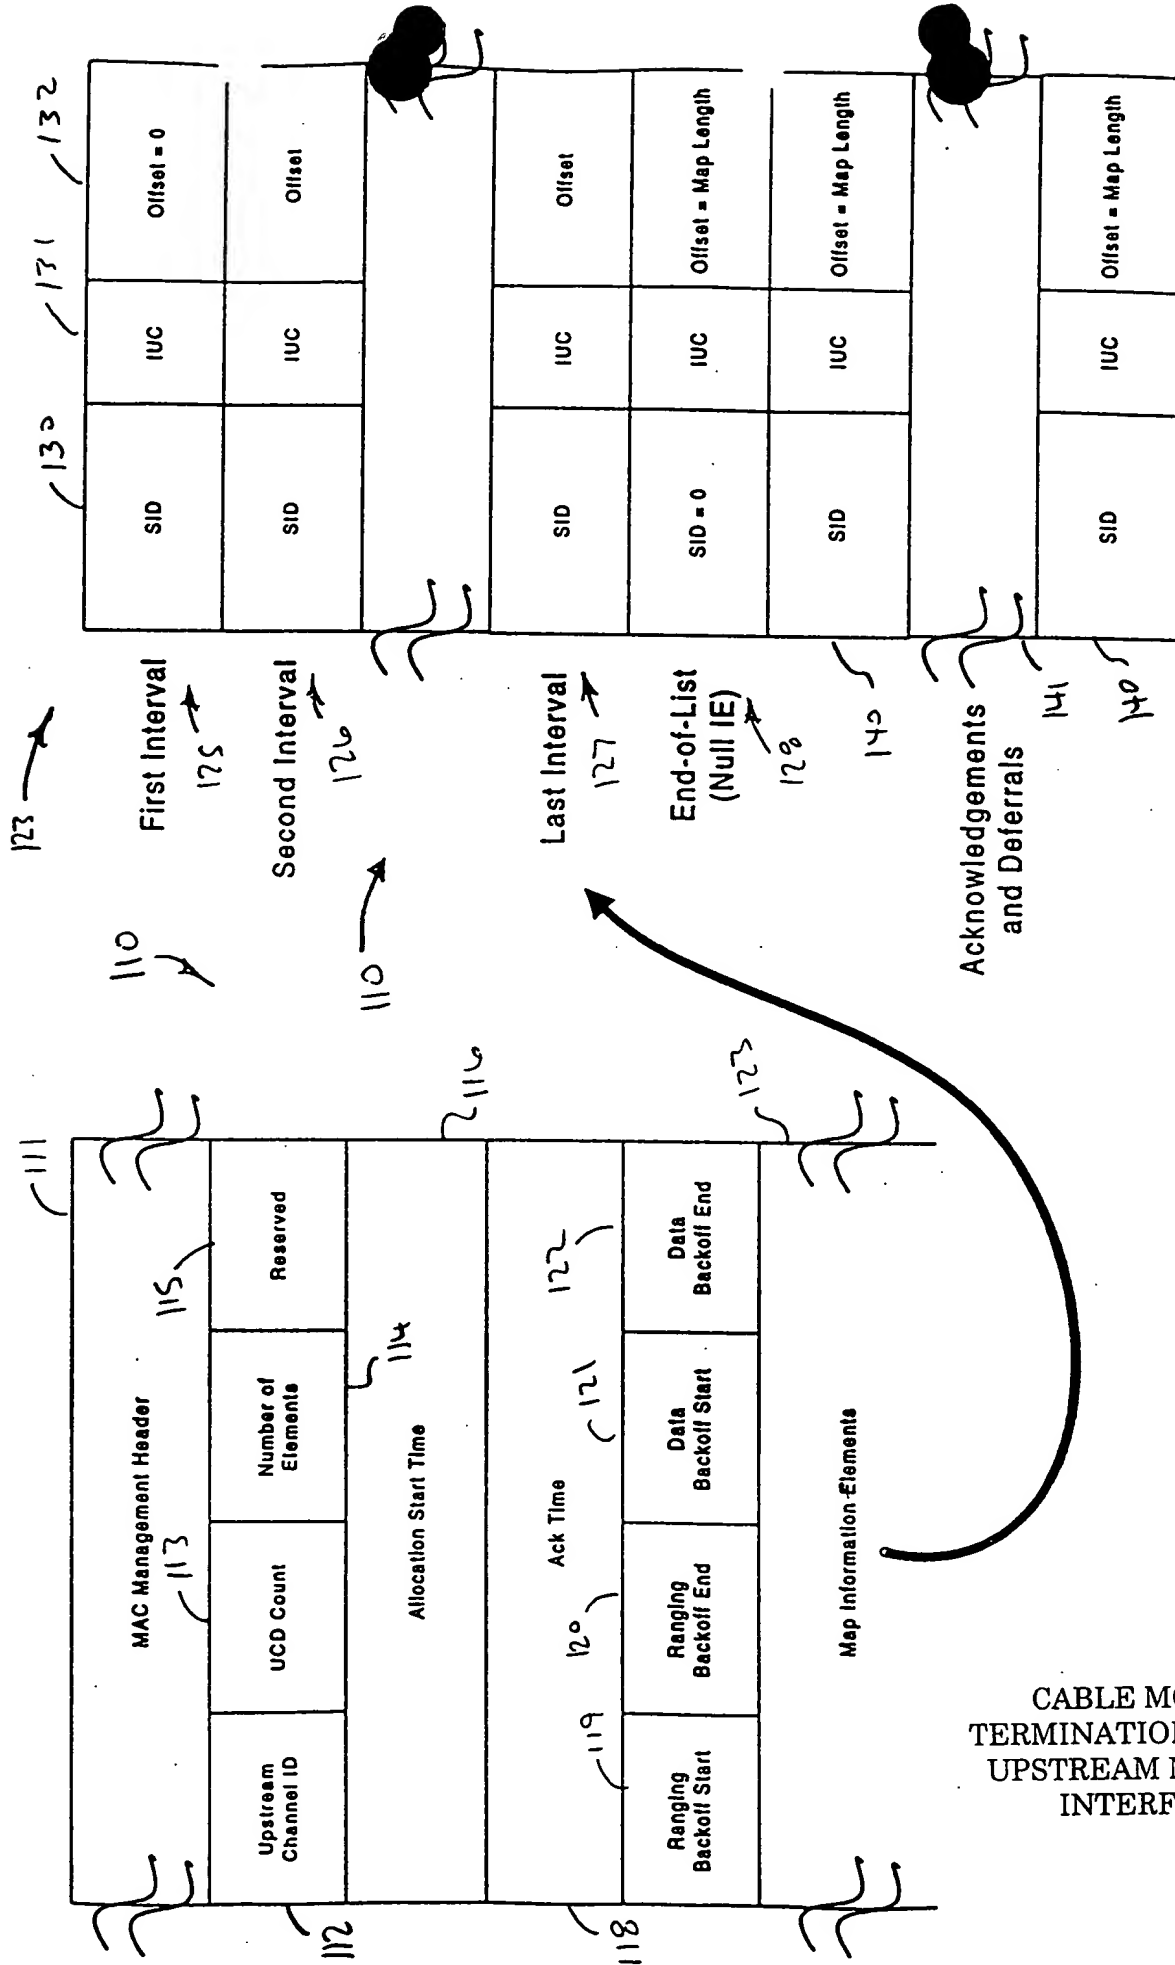 110
111
MAC Management Header
112
113
115
Upstream
Channel ID
UCD Count
Number of
Elements
Reserved
114
Allocation Start Time
116
118
Ack Time
119
120
121
122
Ranging
Backoff Start
Ranging
Backoff End
Data
Backoff Start
Data
Backoff End
123
Map Information Elements
123
110
130
131
132
First Interval
125
SID
IUC
Offset = 0
Second Interval
126
SID
IUC
Offset
Last Interval
127
SID
IUC
Offset
End-of-List
(Null IE)
SID = 0
IUC
Offset = Map Length
140
SID
IUC
Offset = Map Length
Acknowledgements
and Deferrals
141
140
SID
IUC
Offset = Map Length
CABLE
TERMINATION
UPSTREAM